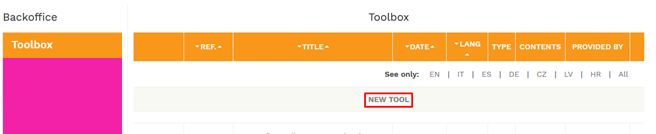 Backoffice
Toolbox
Toolbox
REF. TITLE DATE LANG TYPE CONTENTS PROVIDED BY
See only: EN | IT | ES | DE | CZ | LV | HR | All
NEW TOOL